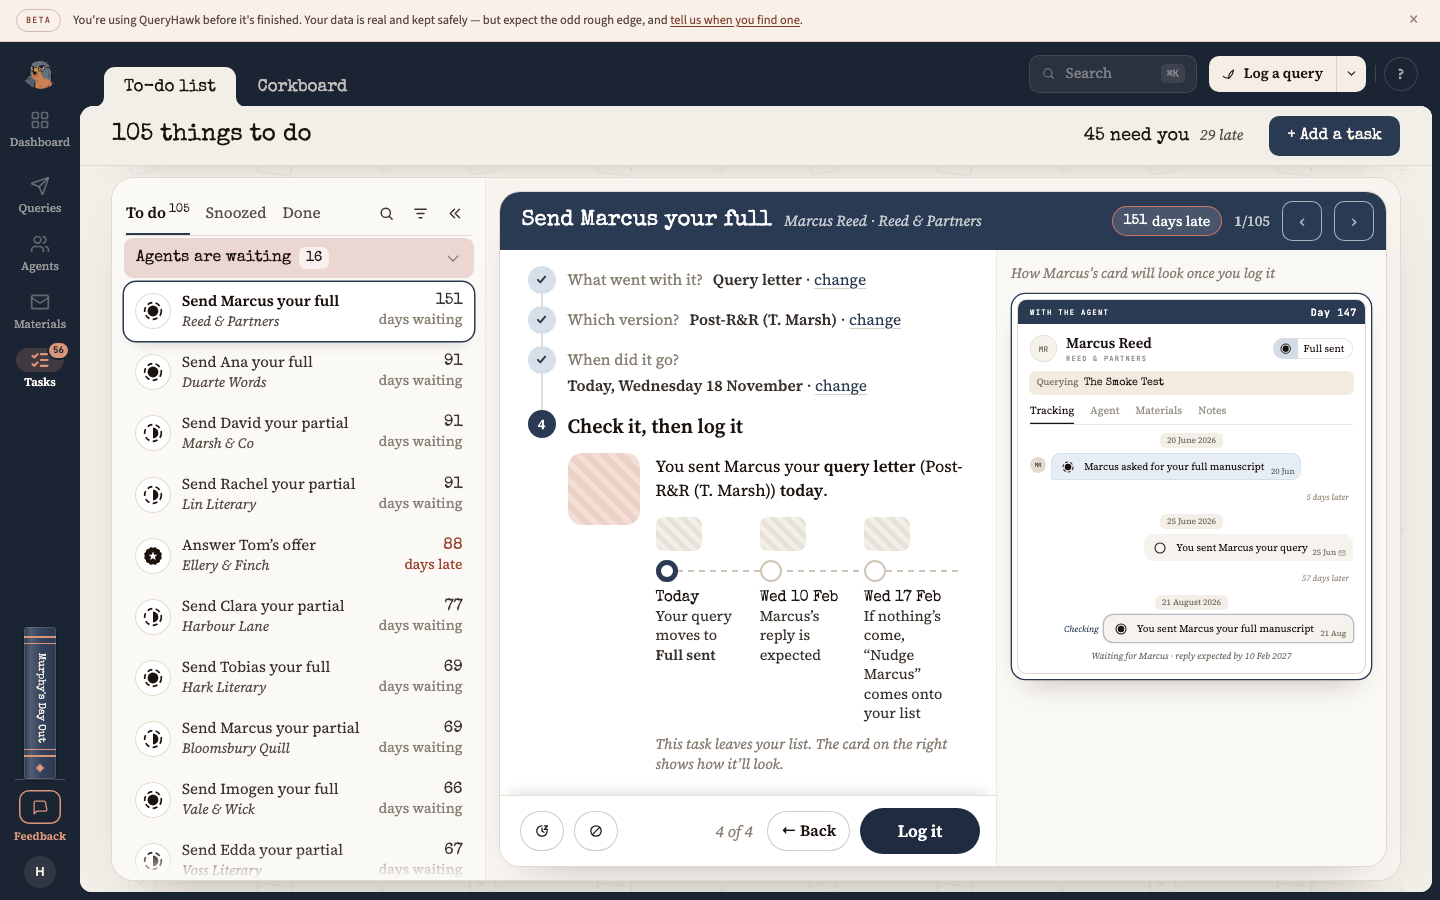 BETA You're using QueryHawk before it's finished. Your data is real and kept safely — but expect the odd rough edge, and tell us when you find one. ×
To-do list Corkboard
Search ⌘K
Log a query
?
Dashboard
Queries
Agents
Materials
56
Tasks
Murphy's Day Out
Feedback
H
105 things to do
45 need you 29 late
+ Add a task
To do 105 Snoozed Done
Agents are waiting 16
Send Marcus your full 151
Reed & Partners days waiting
Send Ana your full 91
Duarte Words days waiting
Send David your partial 91
Marsh & Co days waiting
Send Rachel your partial 91
Lin Literary days waiting
Answer Tom's offer 88
Ellery & Finch days late
Send Clara your partial 77
Harbour Lane days waiting
Send Tobias your full 69
Hark Literary days waiting
Send Marcus your partial 69
Bloomsbury Quill days waiting
Send Imogen your full 66
Vale & Wick days waiting
Send Edda your partial 67
Voss Literary days waiting
Send Marcus your full Marcus Reed · Reed & Partners 151 days late 1/105 ‹ ›
What went with it? Query letter · change
Which version? Post-R&R (T. Marsh) · change
When did it go?
Today, Wednesday 18 November · change
4 Check it, then log it
You sent Marcus your query letter (Post-
R&R (T. Marsh)) today.
Today
Your query
moves to
Full sent
Wed 10 Feb
Marcus's
reply is
expected
Wed 17 Feb
If nothing's
come,
“Nudge
Marcus”
comes onto
your list
This task leaves your list. The card on the right
shows how it'll look.
4 of 4 ← Back Log it
How Marcus's card will look once you log it
WITH THE AGENT Day 147
MR Marcus Reed
REED & PARTNERS
Full sent
Querying The Smoke Test
Tracking Agent Materials Notes
20 June 2026
MR Marcus asked for your full manuscript 20 Jun
5 days later
25 June 2026
You sent Marcus your query 25 Jun
57 days later
21 August 2026
Checking You sent Marcus your full manuscript 21 Aug
Waiting for Marcus · reply expected by 10 Feb 2027